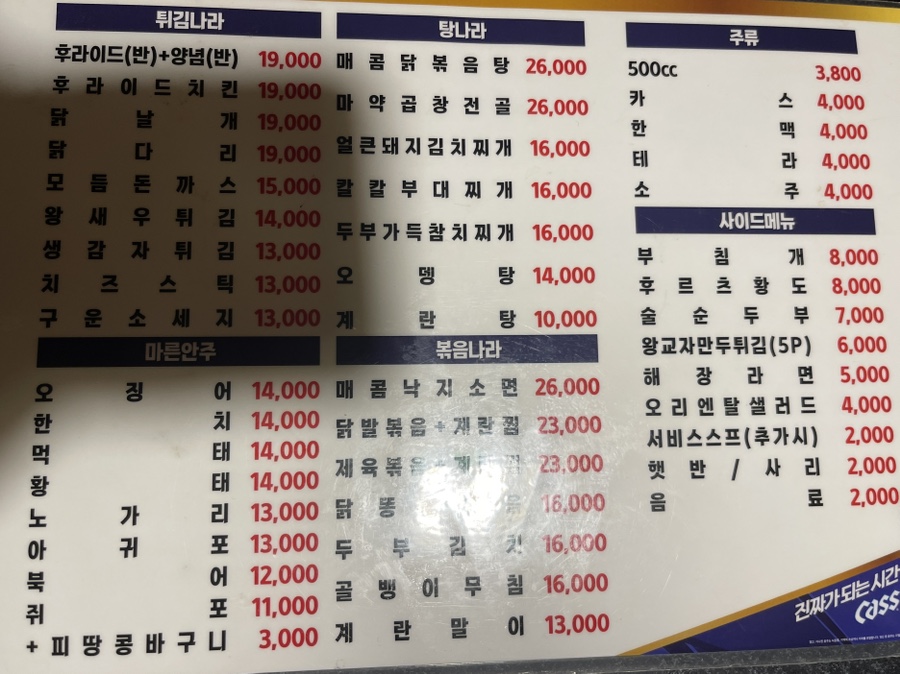 튀김나라
후라이드(반)+양념(반) 19,000
후라이드치킨 19,000
닭날개 19,000
닭다리 19,000
모듬돈까스 15,000
왕새우튀김 14,000
생감자튀김 13,000
치즈스틱 13,000
구운소세지 13,000
마른안주
오징어 14,000
한치 14,000
먹태 14,000
황태 14,000
노가리 13,000
아귀포 13,000
북어 12,000
쥐포 11,000
+피땅콩바구니 3,000
탕나라
매콤닭볶음탕 26,000
마약곱창전골 26,000
얼큰돼지김치찌개 16,000
칼칼부대찌개 16,000
두부가득참치찌개 16,000
오뎅탕 14,000
계란탕 10,000
볶음나라
매콤낙지소면 26,000
닭발볶음+계란찜 23,000
제육볶음 23,000
닭똥 16,000
두부김치 16,000
골뱅이무침 16,000
계란말이 13,000
주류
500cc 3,800
카스 4,000
한맥 4,000
테라 4,000
소주 4,000
사이드메뉴
부침개 8,000
후르츠황도 8,000
술순두부 7,000
왕교자만두튀김(5P) 6,000
해장라면 5,000
오리엔탈샐러드 4,000
서비스스프(추가시) 2,000
햇반/사리 2,000
음료 2,000
진짜가 되는 시간
cass